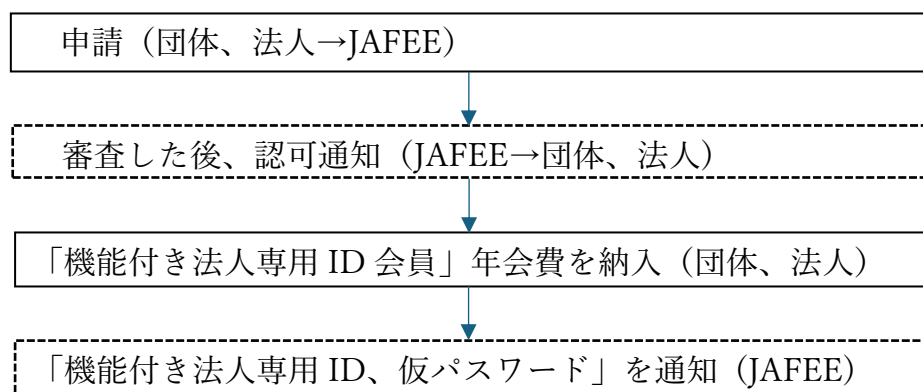 申請（団体、法人→JAFEE）
審査した後、認可通知（JAFEE→団体、法人）
「機能付き法人専用 ID 会員」年会費を納入（団体、法人）
「機能付き法人専用 ID、仮パスワード」を通知（JAFEE）